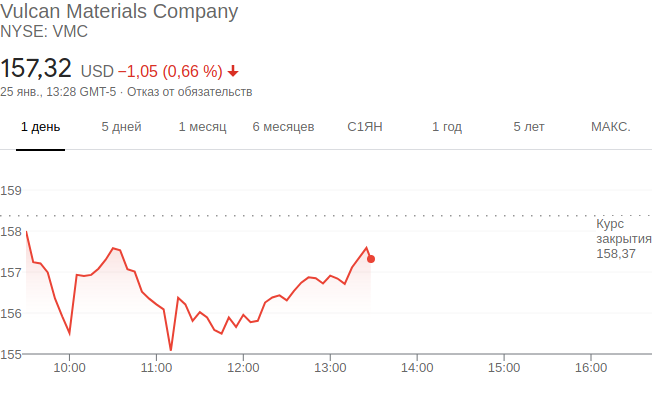 Vulcan Materials Company
NYSE: VMC
157,32 USD −1,05 (0,66 %)
25 янв., 13:28 GMT-5 · Отказ от обязательств
1 день 5 дней 1 месяц 6 месяцев С1ЯН 1 год 5 лет МАКС.
159
158
157
156
155
Курс
закрытия
158,37
10:00 11:00 12:00 13:00 14:00 15:00 16:00